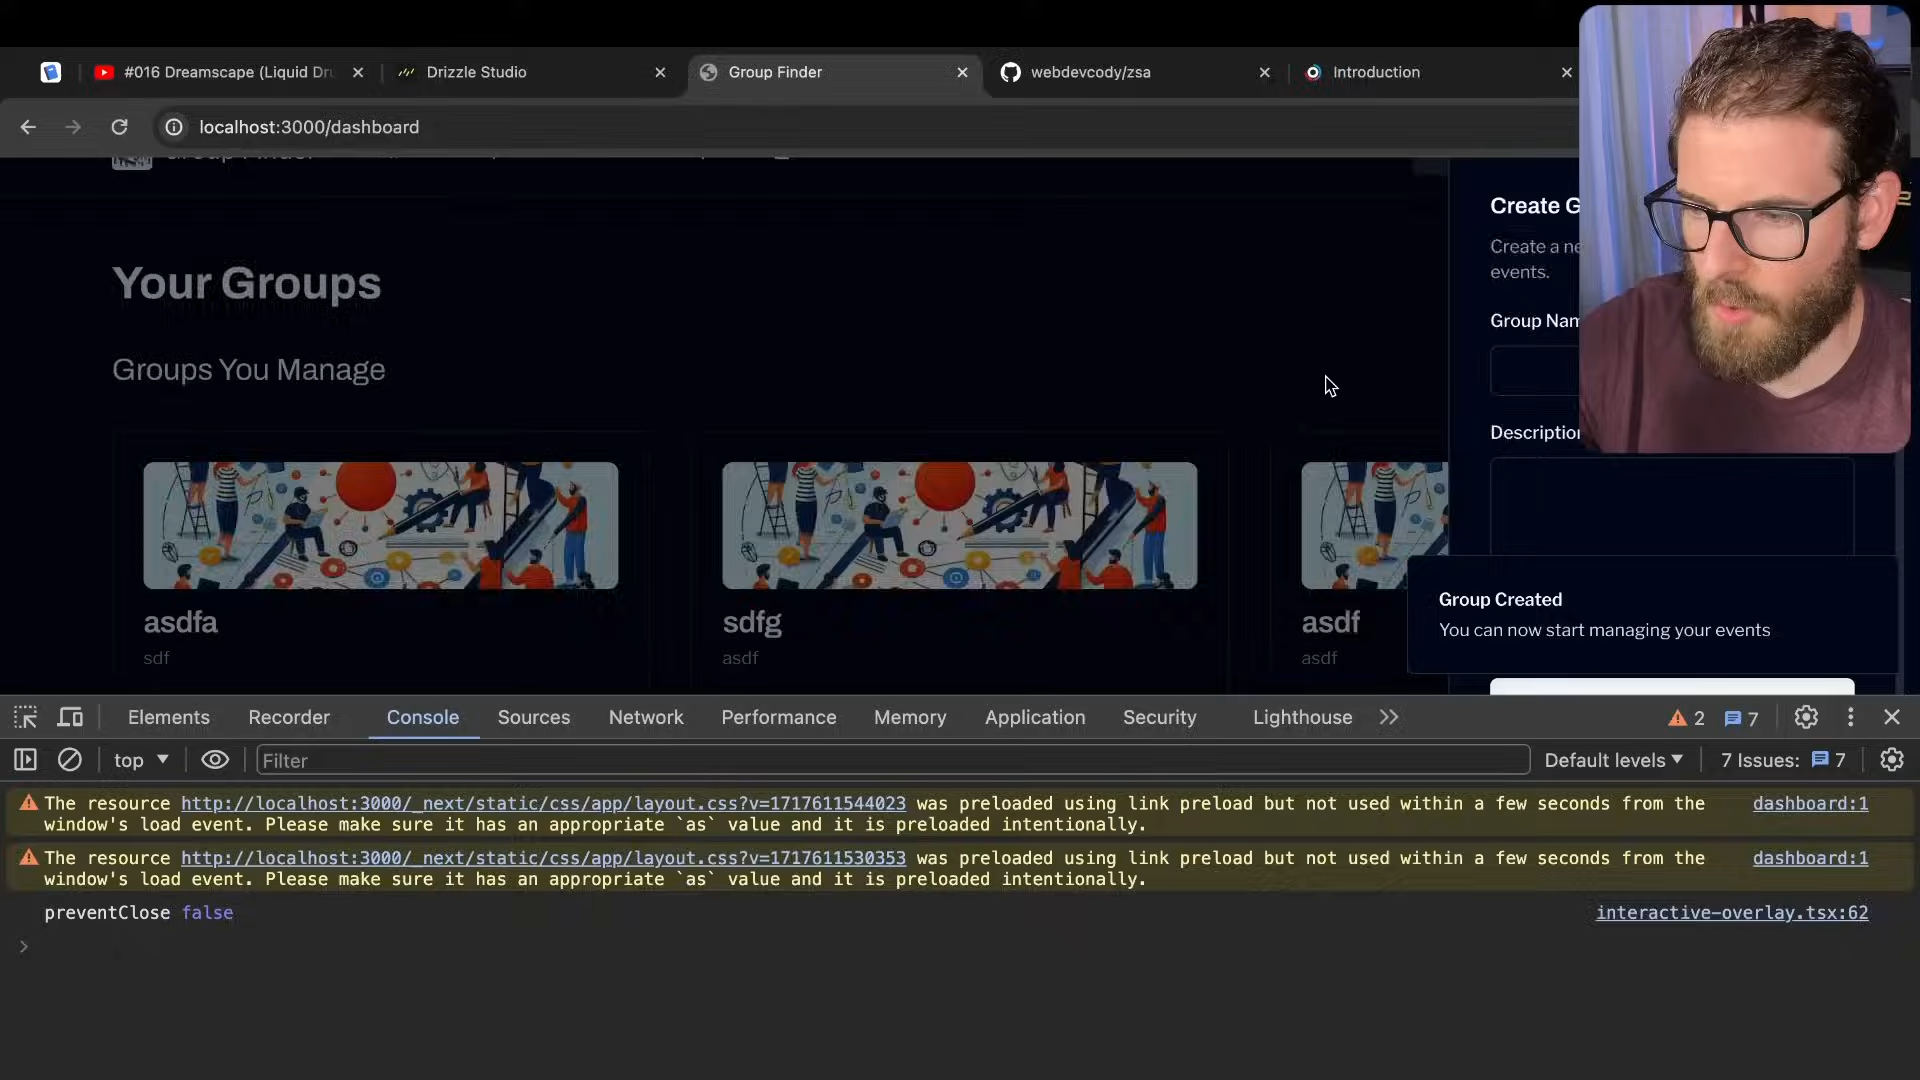 #016 Dreamscape (Liquid Dru
Drizzle Studio
Group Finder
webdevcody/zsa
Introduction
localhost:3000/dashboard
Your Groups
Groups You Manage
asdfa
sdf
sdfg
asdf
asdf
asdf
Create G
Create a ne
events.
Group Nam
Description
Group Created
You can now start managing your events
Elements
Recorder
Console
Sources
Network
Performance
Memory
Application
Security
Lighthouse
2
7
top
Filter
Default levels
7 Issues:
7
The resource http://localhost:3000/_next/static/css/app/layout.css?v=1717611544023 was preloaded using link preload but not used within a few seconds from the
dashboard:1
window's load event. Please make sure it has an appropriate `as` value and it is preloaded intentionally.
The resource http://localhost:3000/_next/static/css/app/layout.css?v=1717611530353 was preloaded using link preload but not used within a few seconds from the
dashboard:1
window's load event. Please make sure it has an appropriate `as` value and it is preloaded intentionally.
preventClose false
interactive-overlay.tsx:62